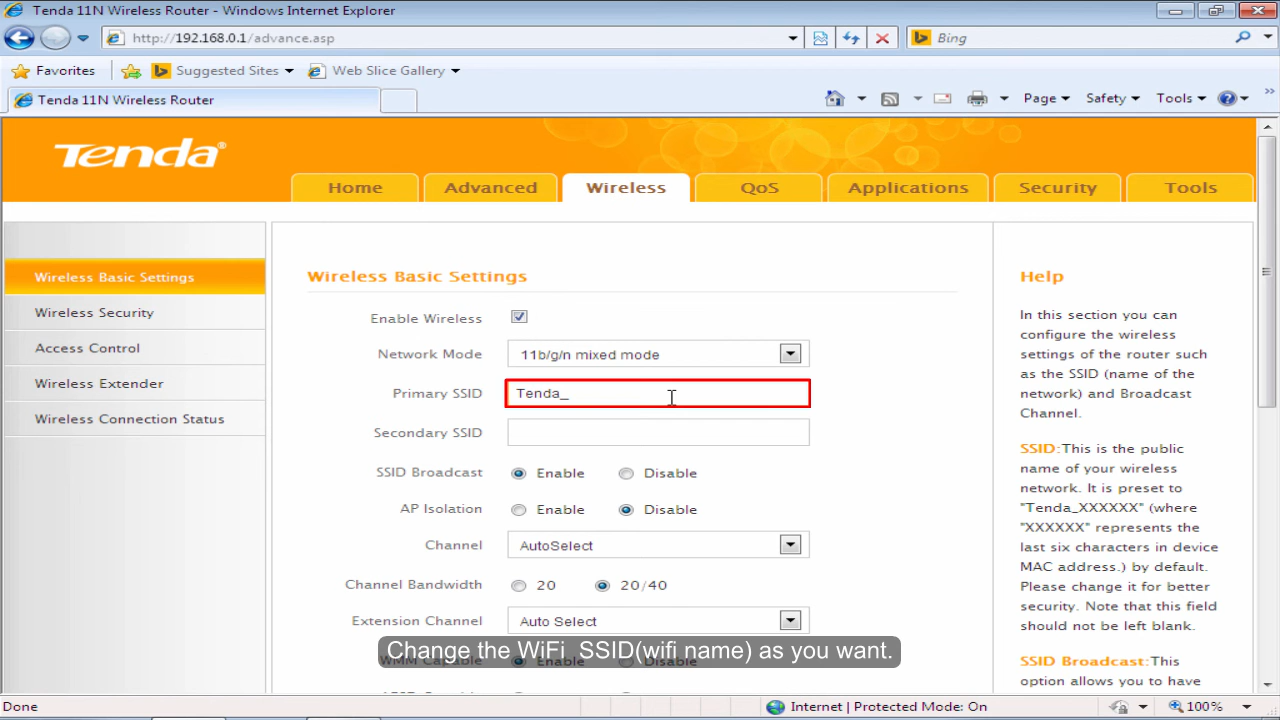 Tenda 11N Wireless Router - Windows Internet Explorer
http://192.168.0.1/advance.asp
Bing
Favorites
Suggested Sites
Web Slice Gallery
Tenda 11N Wireless Router
Page
Safety
Tools
Tenda®
Home
Advanced
Wireless
QoS
Applications
Security
Tools
Wireless Basic Settings
Wireless Security
Access Control
Wireless Extender
Wireless Connection Status
Wireless Basic Settings
Enable Wireless
Network Mode 11b/g/n mixed mode
Primary SSID Tenda_
Secondary SSID
SSID Broadcast Enable Disable
AP Isolation Enable Disable
Channel AutoSelect
Channel Bandwidth 20 20/40
Extension Channel Auto Select
WMM Capable Enable Disable
Change the WiFi SSID(wifi name) as you want.
Help
In this section you can
configure the wireless
settings of the router such
as the SSID (name of the
network) and Broadcast
Channel.
SSID:This is the public
name of your wireless
network. It is preset to
"Tenda_XXXXXX" (where
"XXXXXX" represents the
last six characters in device
MAC address.) by default.
Please change it for better
security. Note that this field
should not be left blank.
SSID Broadcast:This
option allows you to have
Done
Internet | Protected Mode: On
100%